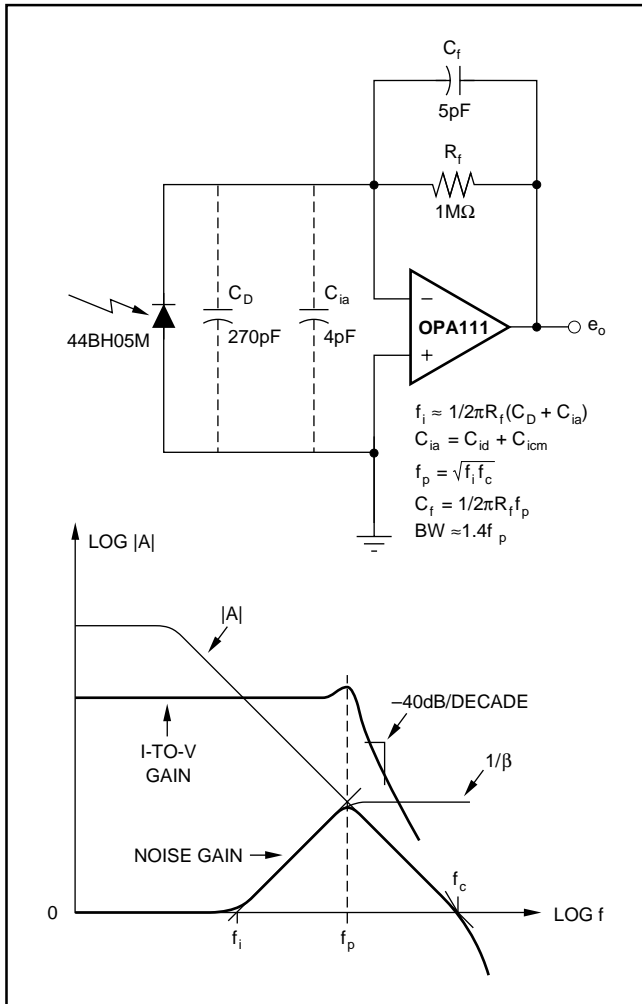 C_f
5pF
R_f
1MΩ
C_D
270pF
C_ia
4pF
44BH05M
−
OPA111
+
e_o
f_i ≈ 1/2πR_f(C_D + C_ia)
C_ia = C_id + C_icm
f_p = √f_i f_c
C_f = 1/2πR_f f_p
BW ≈1.4f_p
LOG |A|
|A|
−40dB/DECADE
I-TO-V
GAIN
1/β
NOISE GAIN
f_c
0
LOG f
f_i
f_p